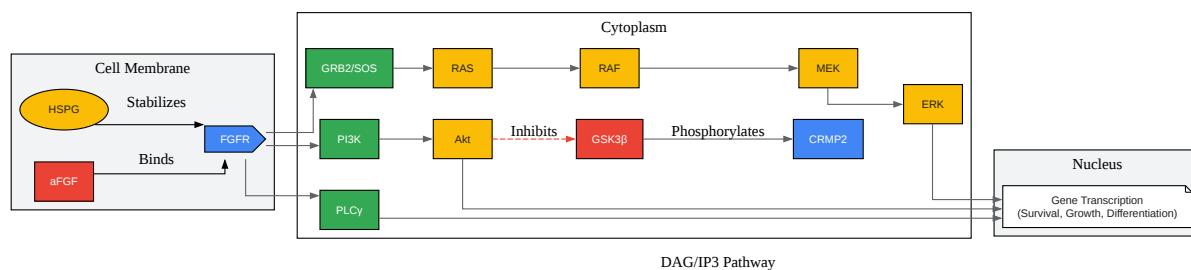 Cytoplasm
Cell Membrane
GRB2/SOS
RAS
RAF
MEK
HSPG
Stabilizes
ERK
FGFR
PI3K
Akt
Inhibits
GSK3β
Phosphorylates
CRMP2
Binds
aFGF
PLCγ
Nucleus
Gene Transcription
(Survival, Growth, Differentiation)
DAG/IP3 Pathway